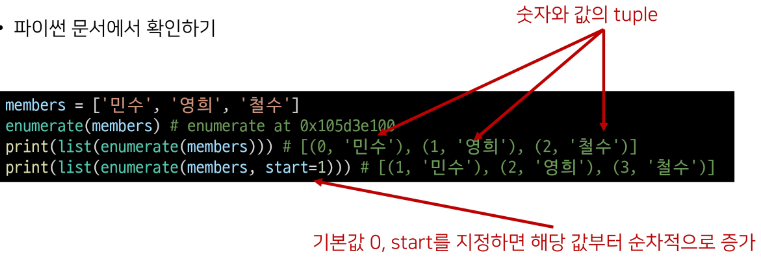 숫자와 값의 tuple
• 파이썬 문서에서 확인하기
members = ['민수', '영희', '철수']
enumerate(members) # enumerate at 0x105d3e100
print(list(enumerate(members))) # [(0, '민수'), (1, '영희'), (2, '철수')]
print(list(enumerate(members, start=1))) # [(1, '민수'), (2, '영희'), (3, '철수')]
기본값 0, start를 지정하면 해당 값부터 순차적으로 증가